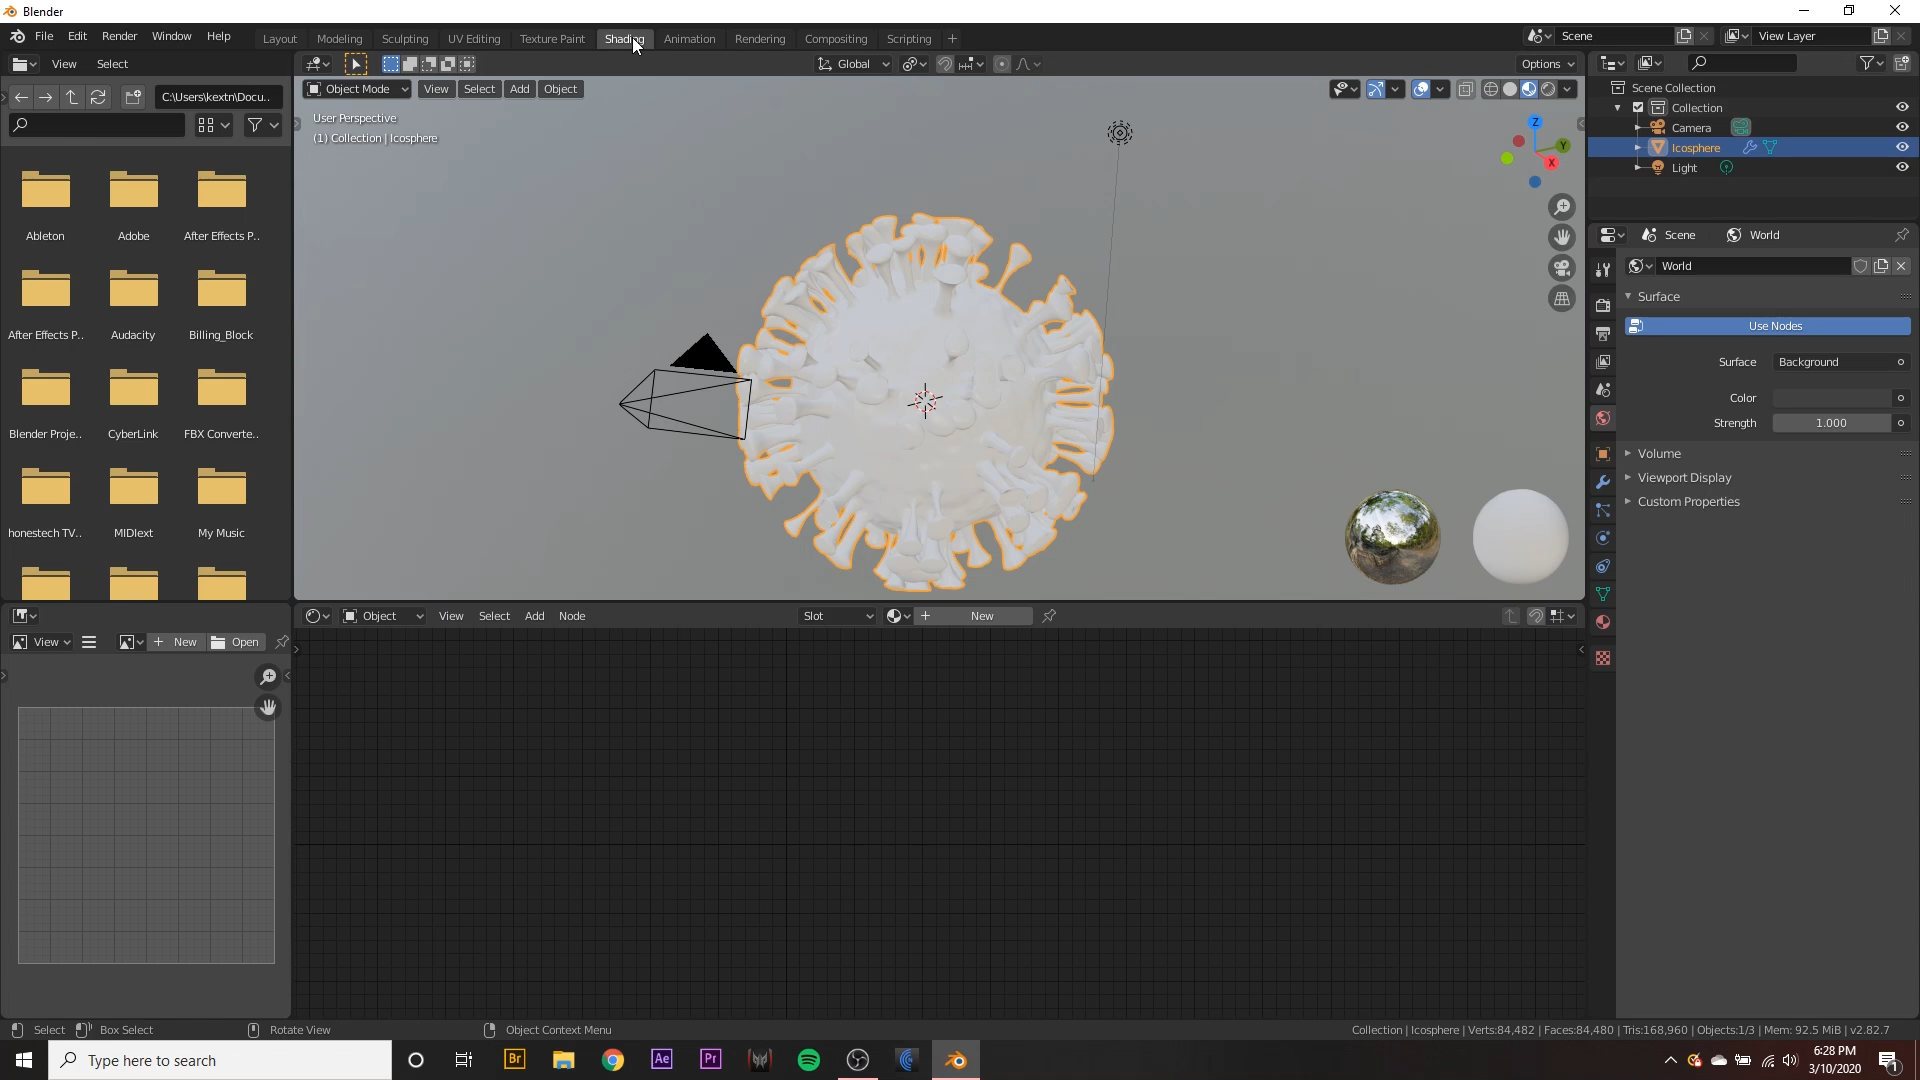 Blender
File Edit Render Window Help Layout Modeling Sculpting UV Editing Texture Paint Shading Animation Rendering Compositing Scripting + Scene View Layer
View Select
Global Options
C:\Users\kextn\Docu..
Object Mode View Select Add Object
User Perspective
(1) Collection | Icosphere
Z
Y
X
Scene Collection
Collection
Camera
Icosphere
Light
Ableton Adobe After Effects P..
After Effects P.. Audacity Billing_Block
Blender Proje.. CyberLink FBX Converte..
honestech TV.. MIDIext My Music
Scene World
World
Surface
Use Nodes
Surface Background
Color
Strength 1.000
Volume
Viewport Display
Custom Properties
Object View Select Add Node Slot + New
View + New Open
Select Box Select Rotate View Object Context Menu
Collection | Icosphere | Verts:84,482 | Faces:84,480 | Tris:168,960 | Objects:1/3 | Mem: 92.5 MiB | v2.82.7
Type here to search
Br Ae Pr
6:28 PM
3/10/2020
1